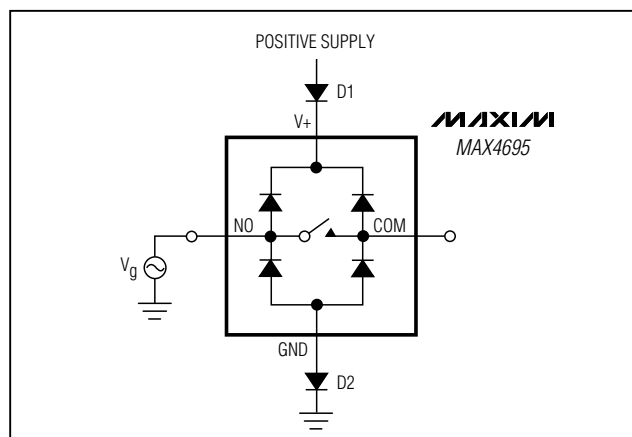 POSITIVE SUPPLY
D1
V+
MAXIM
MAX4695
NO
COM
Vg
GND
D2